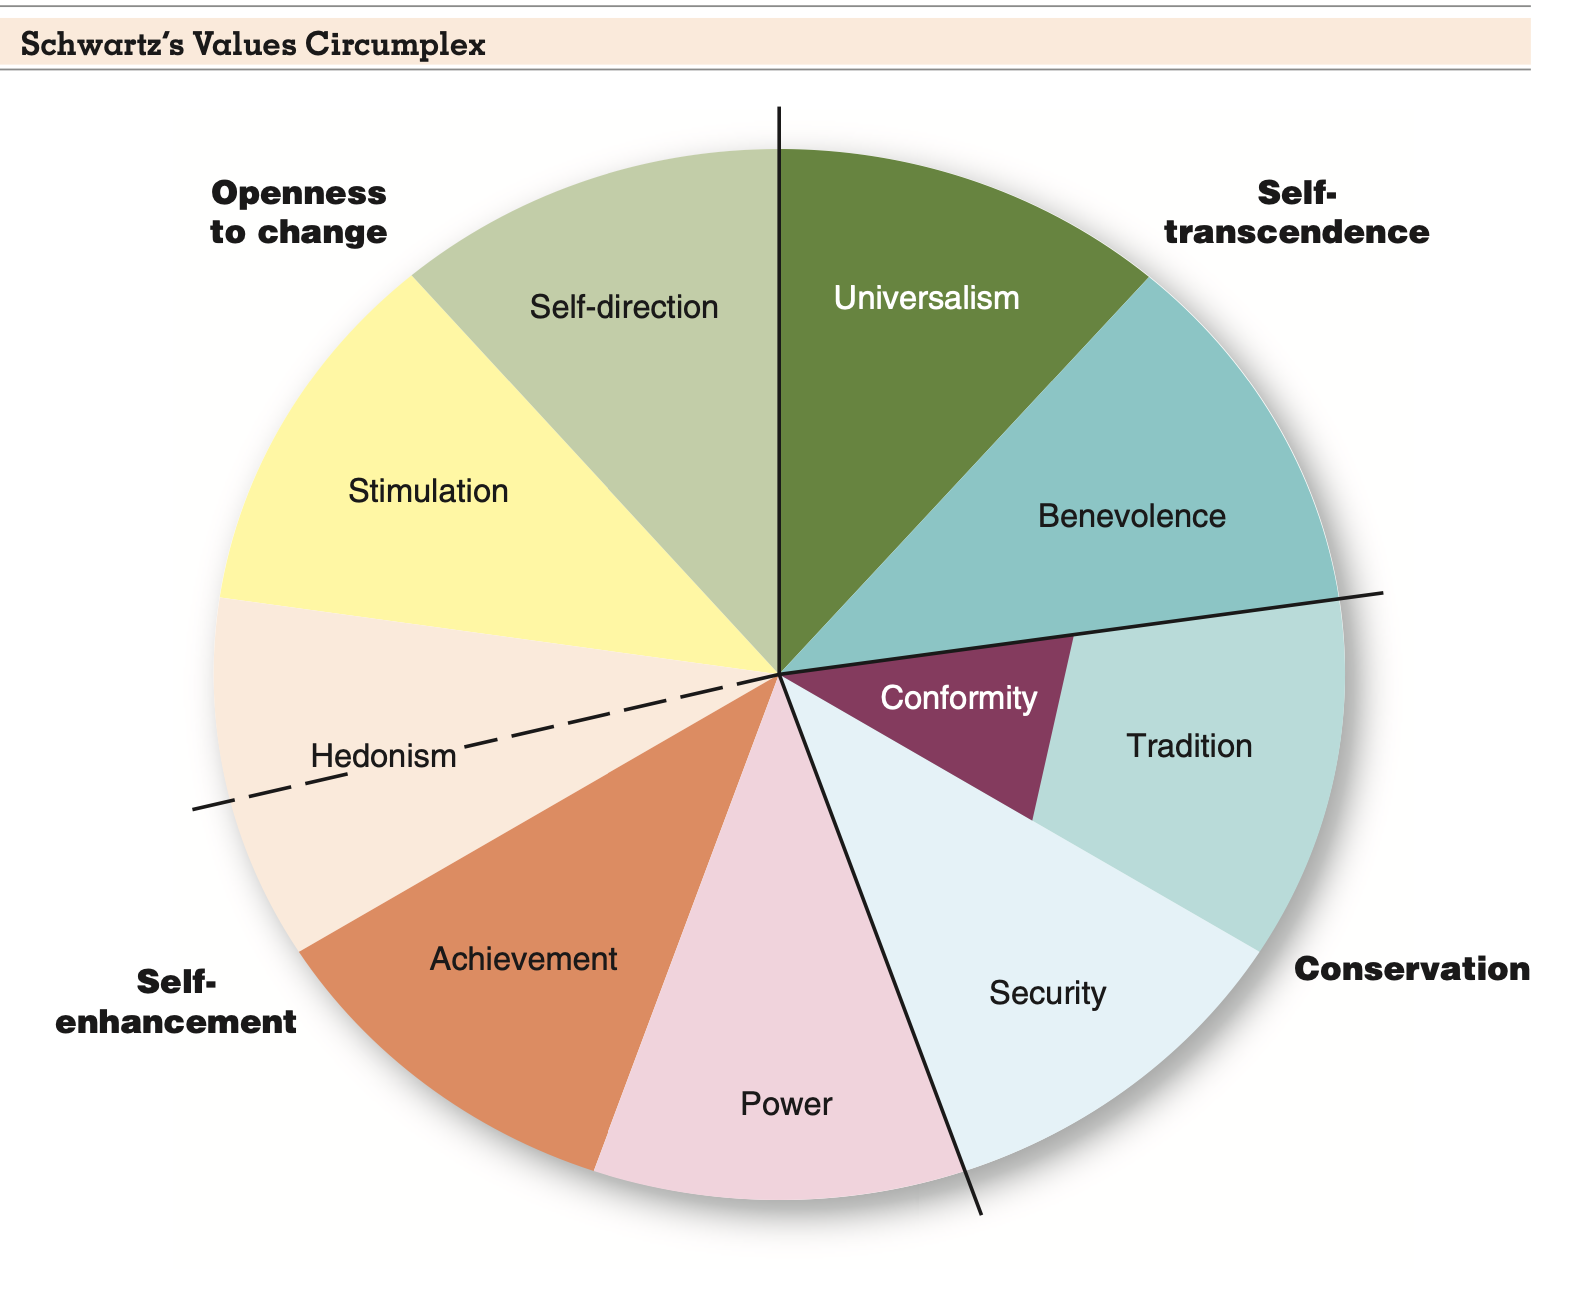 Schwartz’s Values Circumplex
Openness
to change
Self-
transcendence
Self-direction
Universalism
Stimulation
Benevolence
Conformity
Tradition
Hedonism
Achievement
Security
Self-
enhancement
Conservation
Power